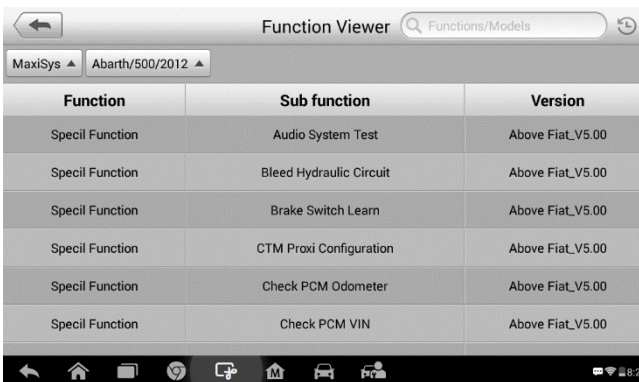 Function Viewer Functions/Models
MaxiSys Abarth/500/2012
Function Sub function Version
Specil Function Audio System Test Above Fiat_V5.00
Specil Function Bleed Hydraulic Circuit Above Fiat_V5.00
Specil Function Brake Switch Learn Above Fiat_V5.00
Specil Function CTM Proxi Configuration Above Fiat_V5.00
Specil Function Check PCM Odometer Above Fiat_V5.00
Specil Function Check PCM VIN Above Fiat_V5.00
M